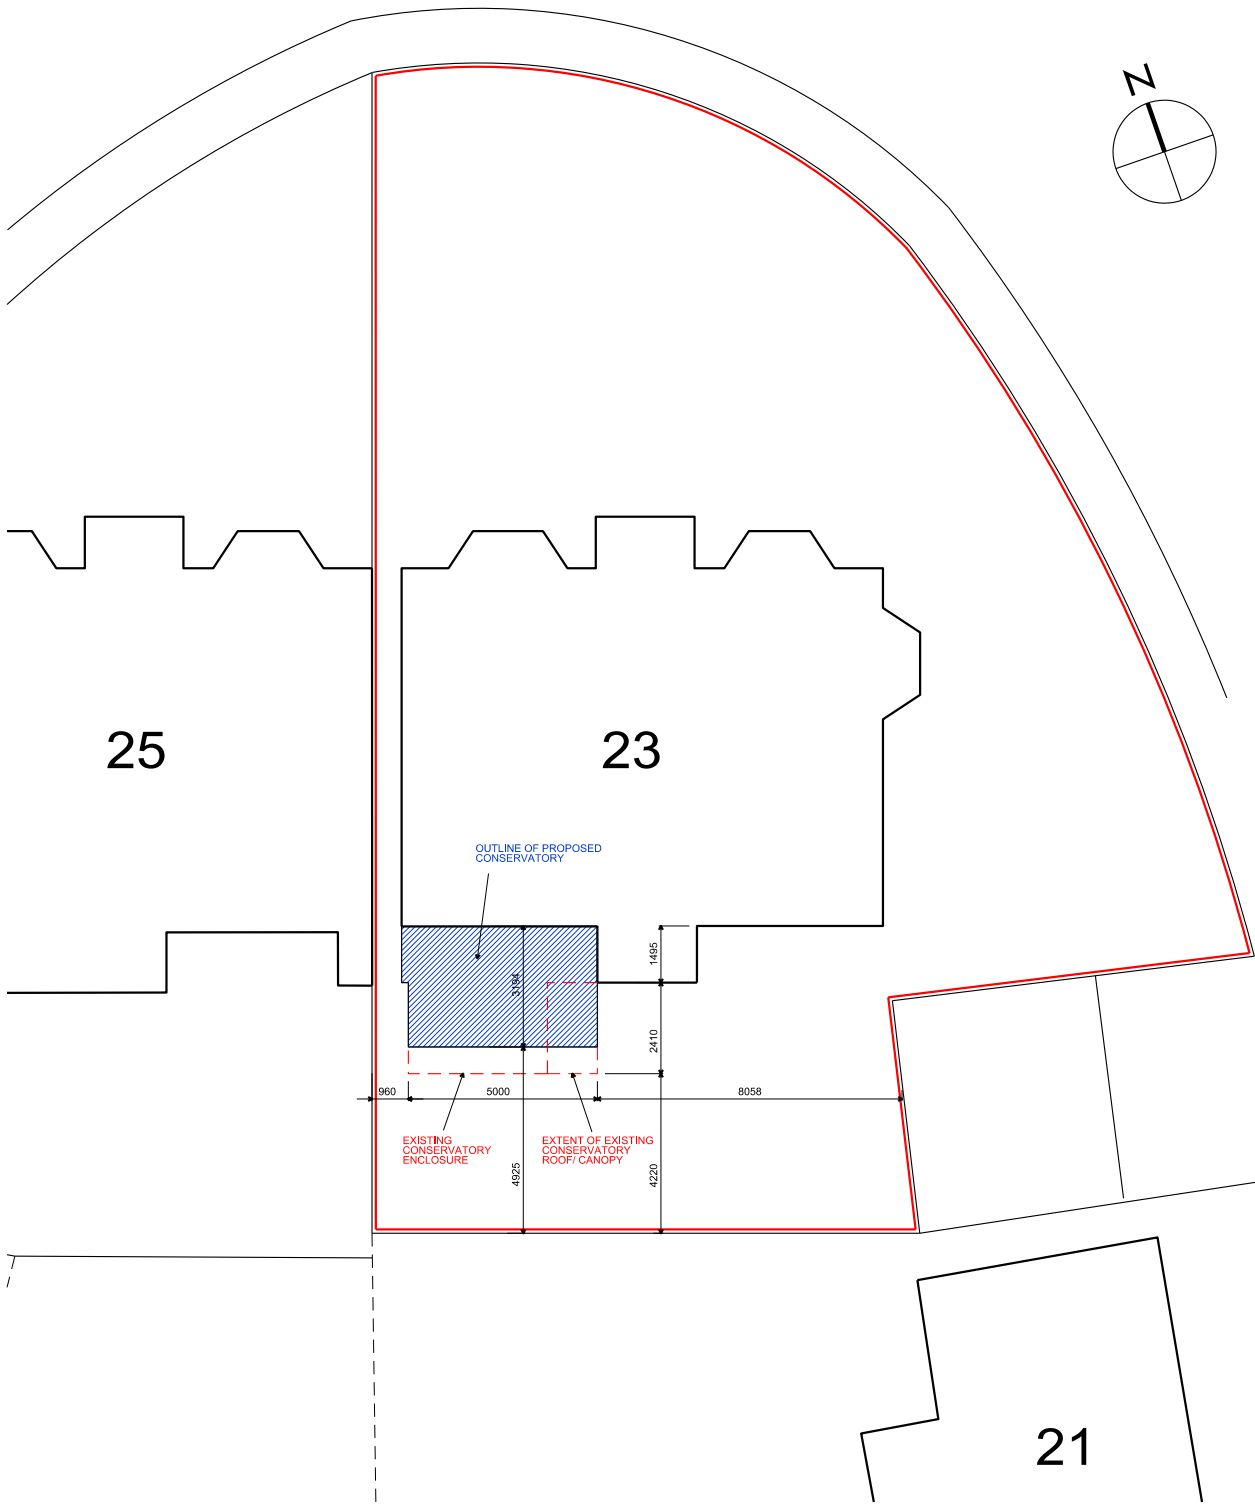 N
25
23
OUTLINE OF PROPOSED
CONSERVATORY
1495
3194
2410
960
5000
8058
EXISTING
CONSERVATORY
ENCLOSURE
EXTENT OF EXISTING
CONSERVATORY
ROOF/ CANOPY
4925
4220
21